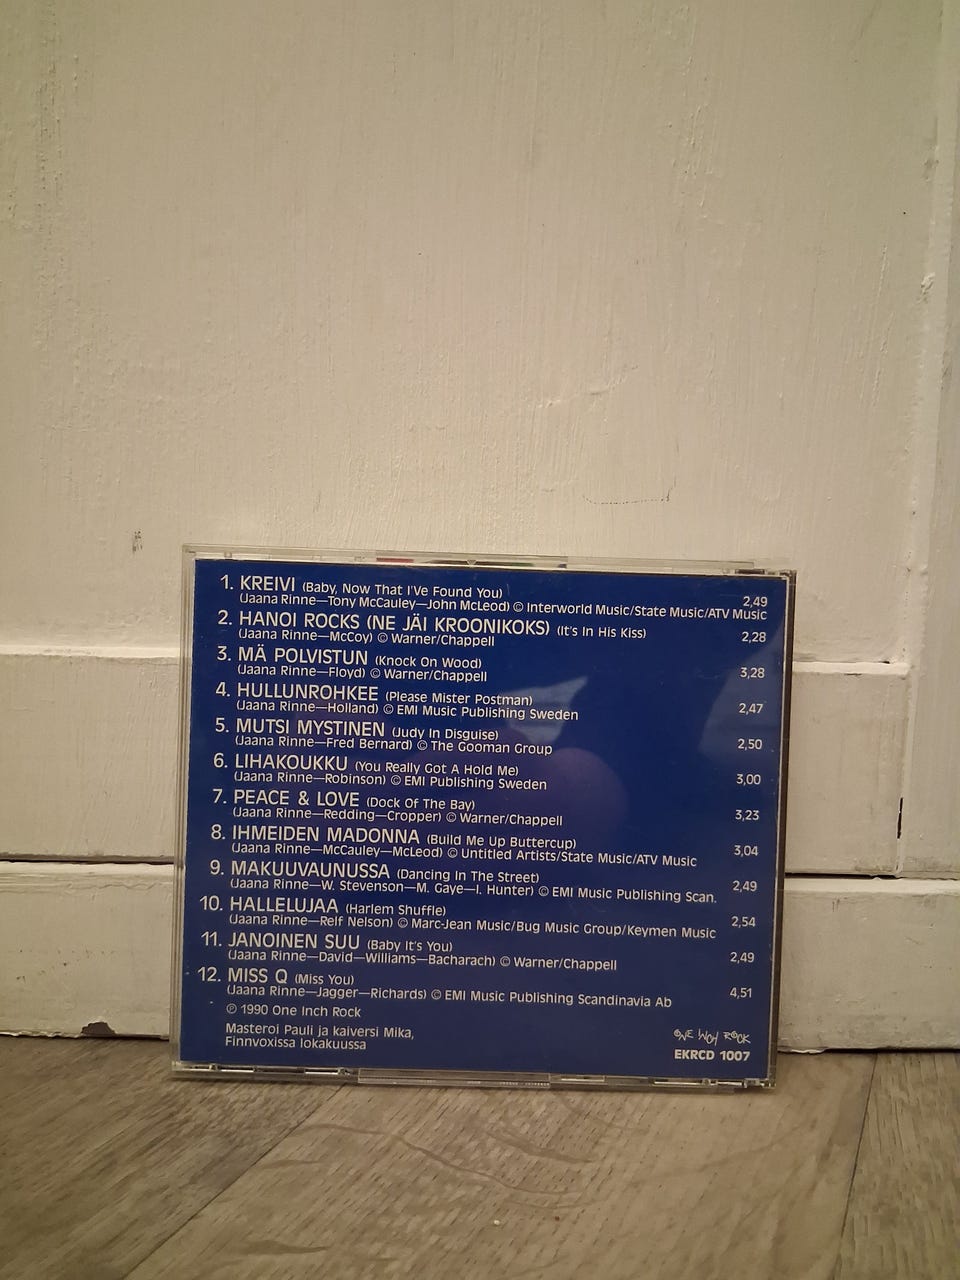 1. KREIVI (Baby, Now That I've Found You) 2,49
(Jaana Rinne—Tony McCauley—John McLeod) © Interworld Music/State Music/ATV Music
2. HANOI ROCKS (NE JÄI KROONIKOKS) (It's In His Kiss) 2,28
(Jaana Rinne—McCoy) © Warner/Chappell
3. MÄ POLVISTUN (Knock On Wood) 3,28
(Jaana Rinne—Floyd) © Warner/Chappell
4. HULLUNROHKEE (Please Mister Postman) 2,47
(Jaana Rinne—Holland) © EMI Music Publishing Sweden
5. MUTSI MYSTINEN (Judy In Disguise) 2,50
(Jaana Rinne—Fred Bernard) © The Gooman Group
6. LIHAKOUKKU (You Really Got A Hold Me) 3,00
(Jaana Rinne—Robinson) © EMI Publishing Sweden
7. PEACE & LOVE (Dock Of The Bay) 3,23
(Jaana Rinne—Redding—Cropper) © Warner/Chappell
8. IHMEIDEN MADONNA (Build Me Up Buttercup) 3,04
(Jaana Rinne—McCauley—McLeod) © Untitled Artists/State Music/ATV Music
9. MAKUUVAUNUSSA (Dancing In The Street) 2,49
(Jaana Rinne—W. Stevenson—M. Gaye—I. Hunter) © EMI Music Publishing Scan.
10. HALLELUJAA (Harlem Shuffle) 2,54
(Jaana Rinne—Relf Nelson) © Marc-Jean Music/Bug Music Group/Keymen Music
11. JANOINEN SUU (Baby It's You) 2,49
(Jaana Rinne—David—Williams—Bacharach) © Warner/Chappell
12. MISS Q (Miss You) 4,51
(Jaana Rinne—Jagger—Richards) © EMI Music Publishing Scandinavia Ab
℗ 1990 One Inch Rock
Masteroi Pauli ja kaiversi Mika,
Finnvoxissa lokakuussa
ONE INCH ROCK
EKRCD 1007